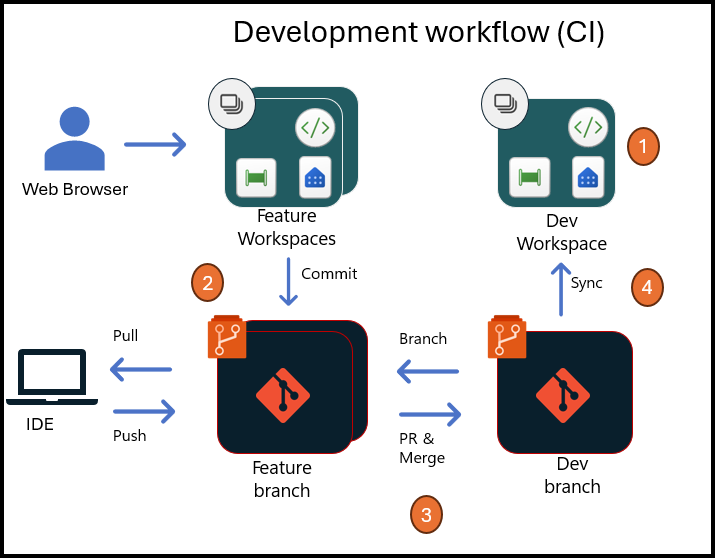 Development workflow (CI)
</>
1
</>
Web Browser
Feature
Workspaces
Dev
Workspace
2
Commit
Sync
4
Pull
Branch
IDE
Push
PR &
Merge
Feature
branch
Dev
branch
3